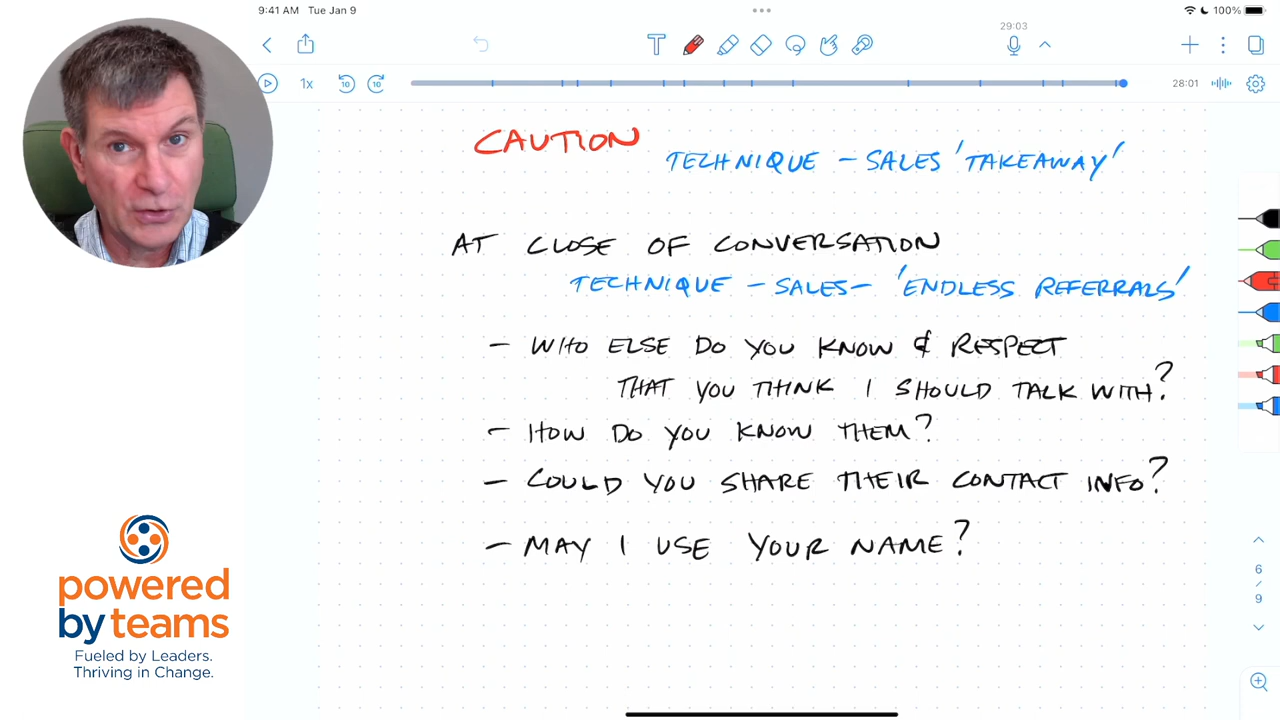 9:41 AM Tue Jan 9
100%
29:03
1x
10
10
28:01
CAUTION
TECHNIQUE - SALES 'TAKEAWAY'
AT CLOSE OF CONVERSATION
TECHNIQUE - SALES - 'ENDLESS REFERRALS'
- WHO ELSE DO YOU KNOW & RESPECT
THAT YOU THINK I SHOULD TALK WITH?
- HOW DO YOU KNOW THEM?
- COULD YOU SHARE THEIR CONTACT INFO?
- MAY I USE YOUR NAME?
6
/
9
powered
by teams
Fueled by Leaders.
Thriving in Change.